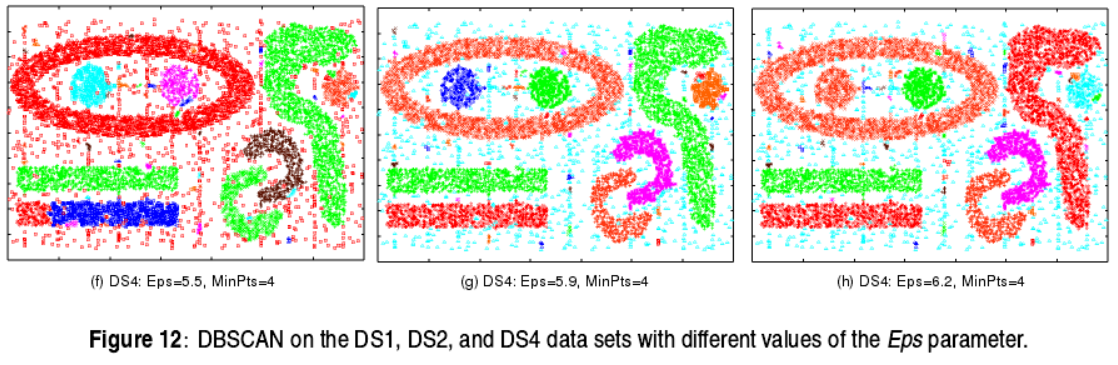 (f) DS4: Eps=5.5, MinPts=4
(g) DS4: Eps=5.9, MinPts=4
(h) DS4: Eps=6.2, MinPts=4
Figure 12: DBSCAN on the DS1, DS2, and DS4 data sets with different values of the Eps parameter.